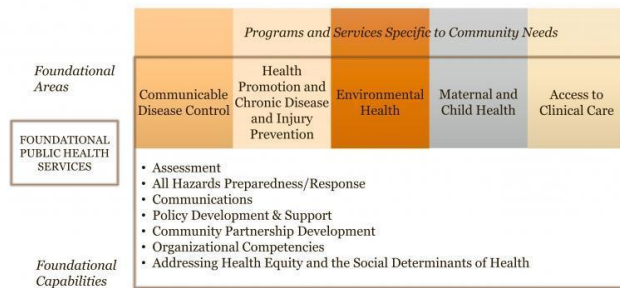 Programs and Services Specific to Community Needs
Foundational
Areas
Communicable
Disease Control
Health
Promotion and
Chronic Disease
and Injury
Prevention
Environmental
Health
Maternal and
Child Health
Access to
Clinical Care
FOUNDATIONAL
PUBLIC HEALTH
SERVICES
• Assessment
• All Hazards Preparedness/Response
• Communications
• Policy Development & Support
• Community Partnership Development
• Organizational Competencies
• Addressing Health Equity and the Social Determinants of Health
Foundational
Capabilities